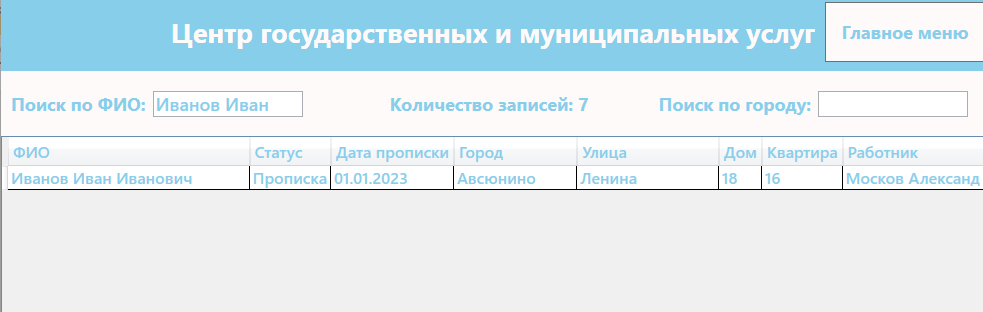 Центр государственных и муниципальных услуг Главное меню
Поиск по ФИО: Иванов Иван Количество записей: 7 Поиск по городу:
ФИО Статус Дата прописки Город Улица Дом Квартира Работник
Иванов Иван Иванович Прописка 01.01.2023 Авсюнино Ленина 18 16 Москов Александ